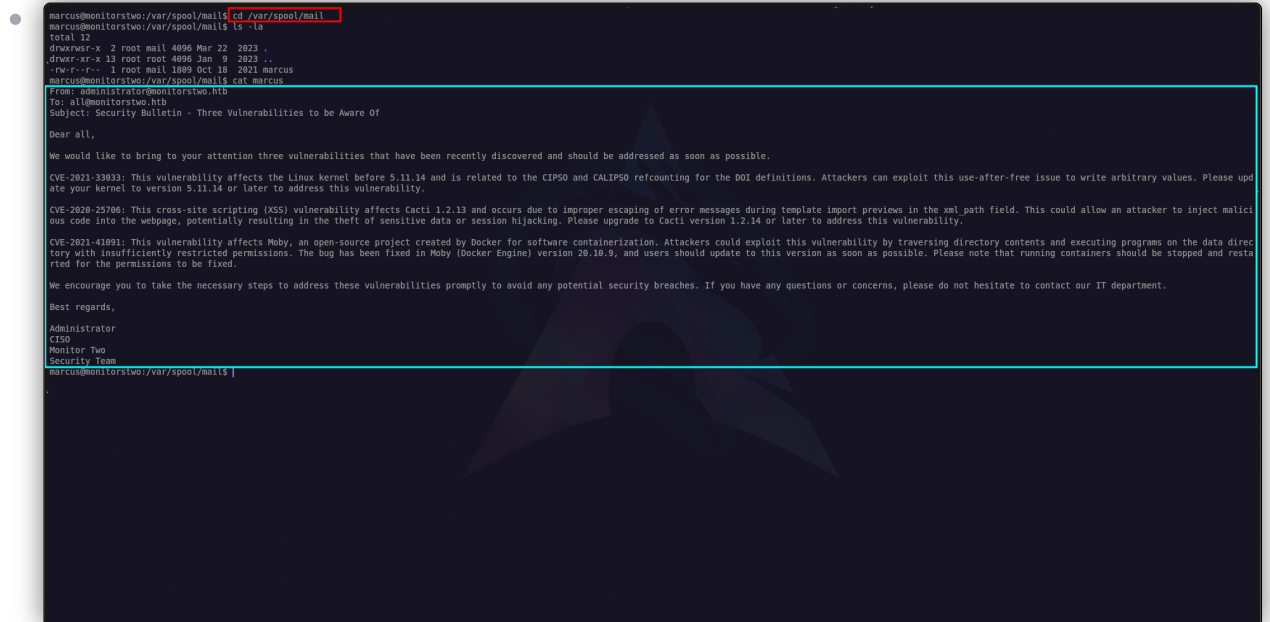 marcus@monitorstwo:/var/spool/mail$ cd /var/spool/mail
marcus@monitorstwo:/var/spool/mail$ ls -la
total 12
drwxrwsr-x  2 root mail 4096 Mar 22  2023 .
drwxr-xr-x 13 root root 4096 Jan  9  2023 ..
-rw-r--r--  1 root mail 1809 Oct 18  2021 marcus
marcus@monitorstwo:/var/spool/mail$ cat marcus
From: administrator@monitorstwo.htb
To: all@monitorstwo.htb
Subject: Security Bulletin - Three Vulnerabilities to be Aware Of
Dear all,
We would like to bring to your attention three vulnerabilities that have been recently discovered and should be addressed as soon as possible.
CVE-2021-33033: This vulnerability affects the Linux kernel before 5.11.14 and is related to the CIPSO and CALIPSO refcounting for the DOI definitions. Attackers can exploit this use-after-free issue to write arbitrary values. Please upd
ate your kernel to version 5.11.14 or later to address this vulnerability.
CVE-2020-25706: This cross-site scripting (XSS) vulnerability affects Cacti 1.2.13 and occurs due to improper escaping of error messages during template import previews in the xml_path field. This could allow an attacker to inject malici
ous code into the webpage, potentially resulting in the theft of sensitive data or session hijacking. Please upgrade to Cacti version 1.2.14 or later to address this vulnerability.
CVE-2021-41091: This vulnerability affects Moby, an open-source project created by Docker for software containerization. Attackers could exploit this vulnerability by traversing directory contents and executing programs on the data direc
tory with insufficiently restricted permissions. The bug has been fixed in Moby (Docker Engine) version 20.10.9, and users should update to this version as soon as possible. Please note that running containers should be stopped and resta
rted for the permissions to be fixed.
We encourage you to take the necessary steps to address these vulnerabilities promptly to avoid any potential security breaches. If you have any questions or concerns, please do not hesitate to contact our IT department.
Best regards,
Administrator
CISO
Monitor Two
Security Team
marcus@monitorstwo:/var/spool/mail$